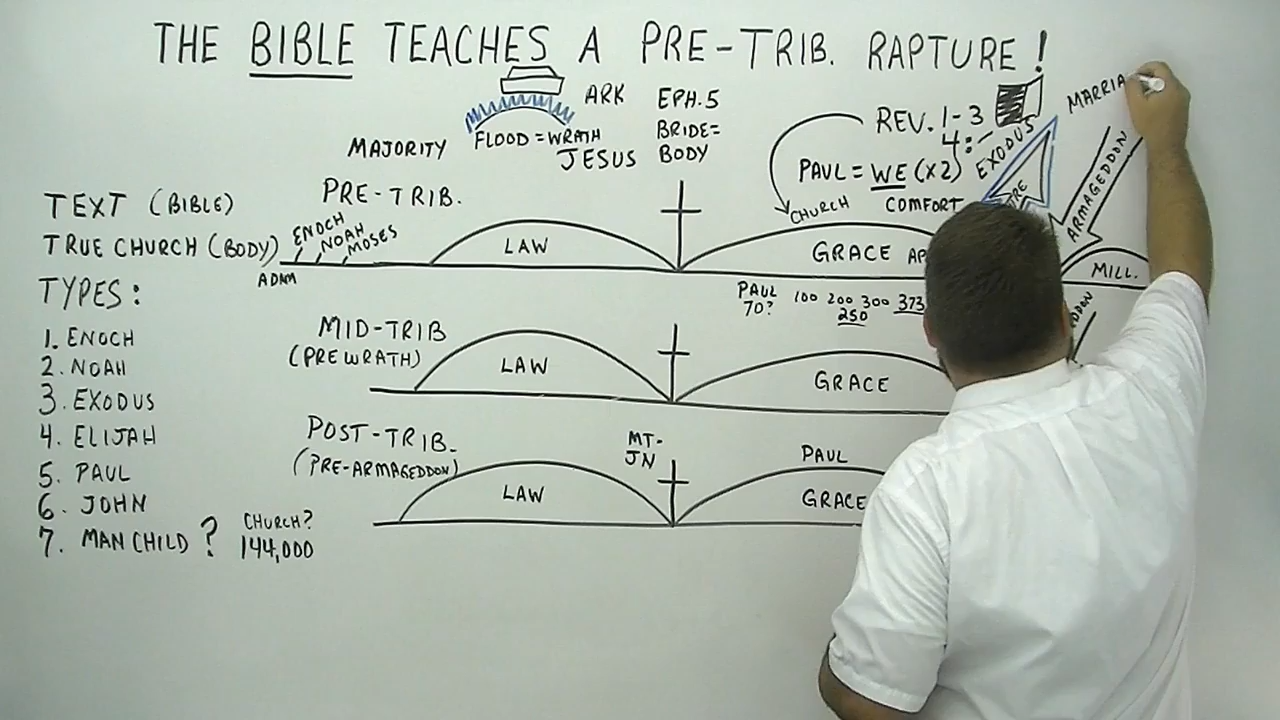 THE BIBLE TEACHES A PRE-TRIB. RAPTURE!
ARK
FLOOD = WRATH
JESUS
EPH. 5
BRIDE=
BODY
REV. 1-3
4:
EXODUS
MARRIA
MAJORITY
PAUL = WE (X2)
COMFORT
CHURCH
ARMAGEDDON
TEXT (BIBLE)
TRUE CHURCH (BODY)
PRE-TRIB.
ENOCH
NOAH
MOSES
ADAM
LAW
GRACE
MILL.
PAUL
70?
100 200 300 373
250
TYPES:
1. ENOCH
2. NOAH
3. EXODUS
4. ELIJAH
5. PAUL
6. JOHN
7. MAN CHILD ?
CHURCH?
144,000
MID-TRIB
(PREWRATH)
LAW
GRACE
POST-TRIB.
(PRE-ARMAGEDDON)
LAW
MT-
JN
PAUL
GRACE